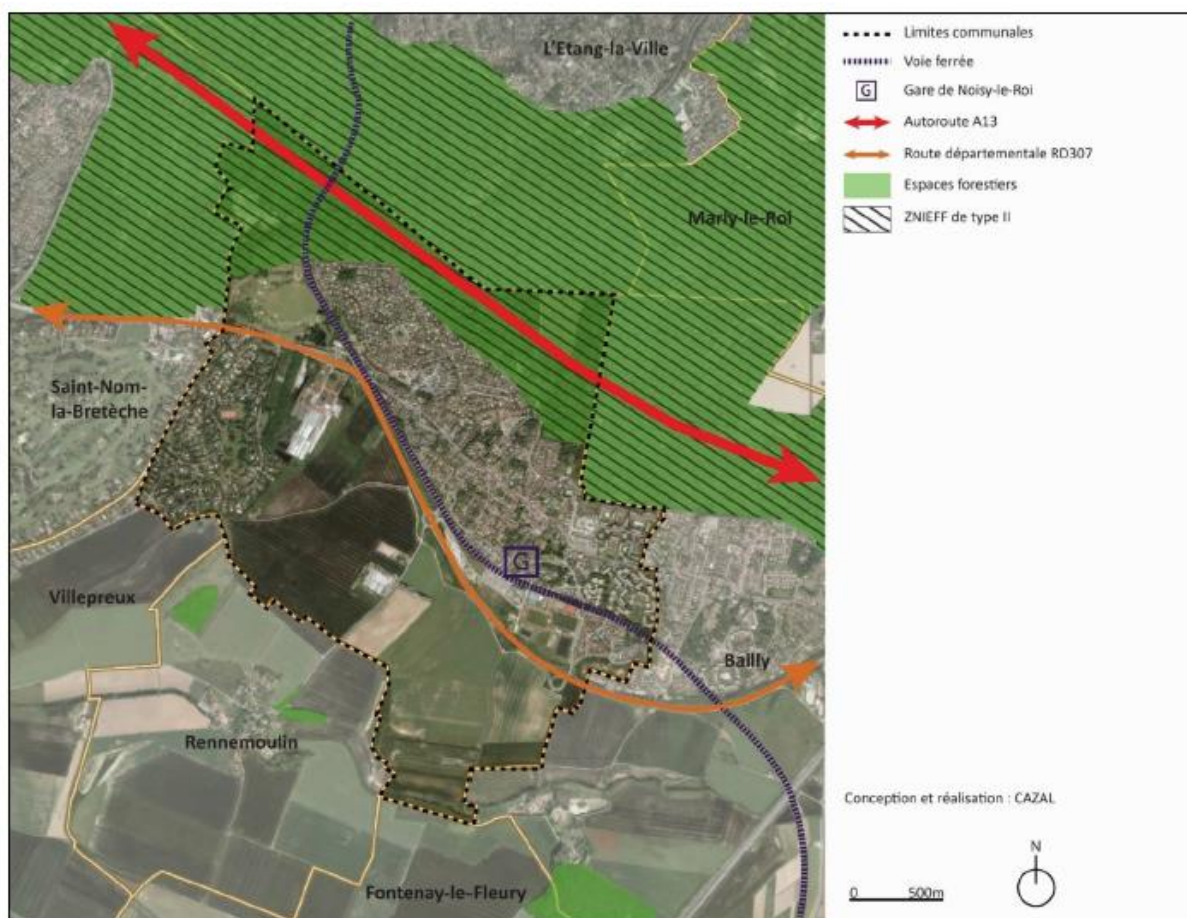 L'Etang-la-Ville
Marly-le-Roi
Saint-Nom-
la-Bretèche
G
Villepreux
Bailly
Rennemoulin
Fontenay-le-Fleury
Limites communales
Voie ferrée
G
Gare de Noisy-le-Roi
Autoroute A13
Route départementale RD307
Espaces forestiers
ZNIEFF de type II
Conception et réalisation : CAZAL
N
0 500m